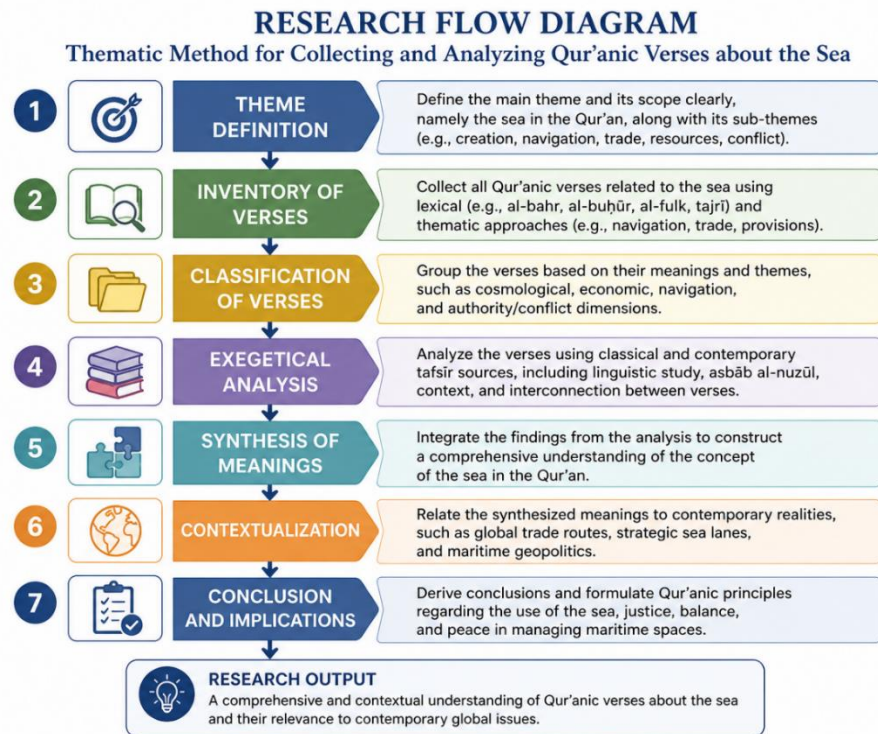 RESEARCH FLOW DIAGRAM
Thematic Method for Collecting and Analyzing Qur'anic Verses about the Sea
1
THEME
DEFINITION
Define the main theme and its scope clearly,
namely the sea in the Qur'an, along with its sub-themes
(e.g., creation, navigation, trade, resources, conflict).
2
INVENTORY OF
VERSES
Collect all Qur'anic verses related to the sea using
lexical (e.g., al-bahr, al-buḥūr, al-fulk, tajrī) and
thematic approaches (e.g., navigation, trade, provisions).
3
CLASSIFICATION
OF VERSES
Group the verses based on their meanings and themes,
such as cosmological, economic, navigation,
and authority/conflict dimensions.
4
EXEGETICAL
ANALYSIS
Analyze the verses using classical and contemporary
tafsīr sources, including linguistic study, asbāb al-nuzūl,
context, and interconnection between verses.
5
SYNTHESIS OF
MEANINGS
Integrate the findings from the analysis to construct
a comprehensive understanding of the concept
of the sea in the Qur'an.
6
CONTEXTUALIZATION
Relate the synthesized meanings to contemporary realities,
such as global trade routes, strategic sea lanes,
and maritime geopolitics.
7
CONCLUSION
AND IMPLICATIONS
Derive conclusions and formulate Qur'anic principles
regarding the use of the sea, justice, balance,
and peace in managing maritime spaces.
RESEARCH OUTPUT
A comprehensive and contextual understanding of Qur'anic verses about the sea
and their relevance to contemporary global issues.